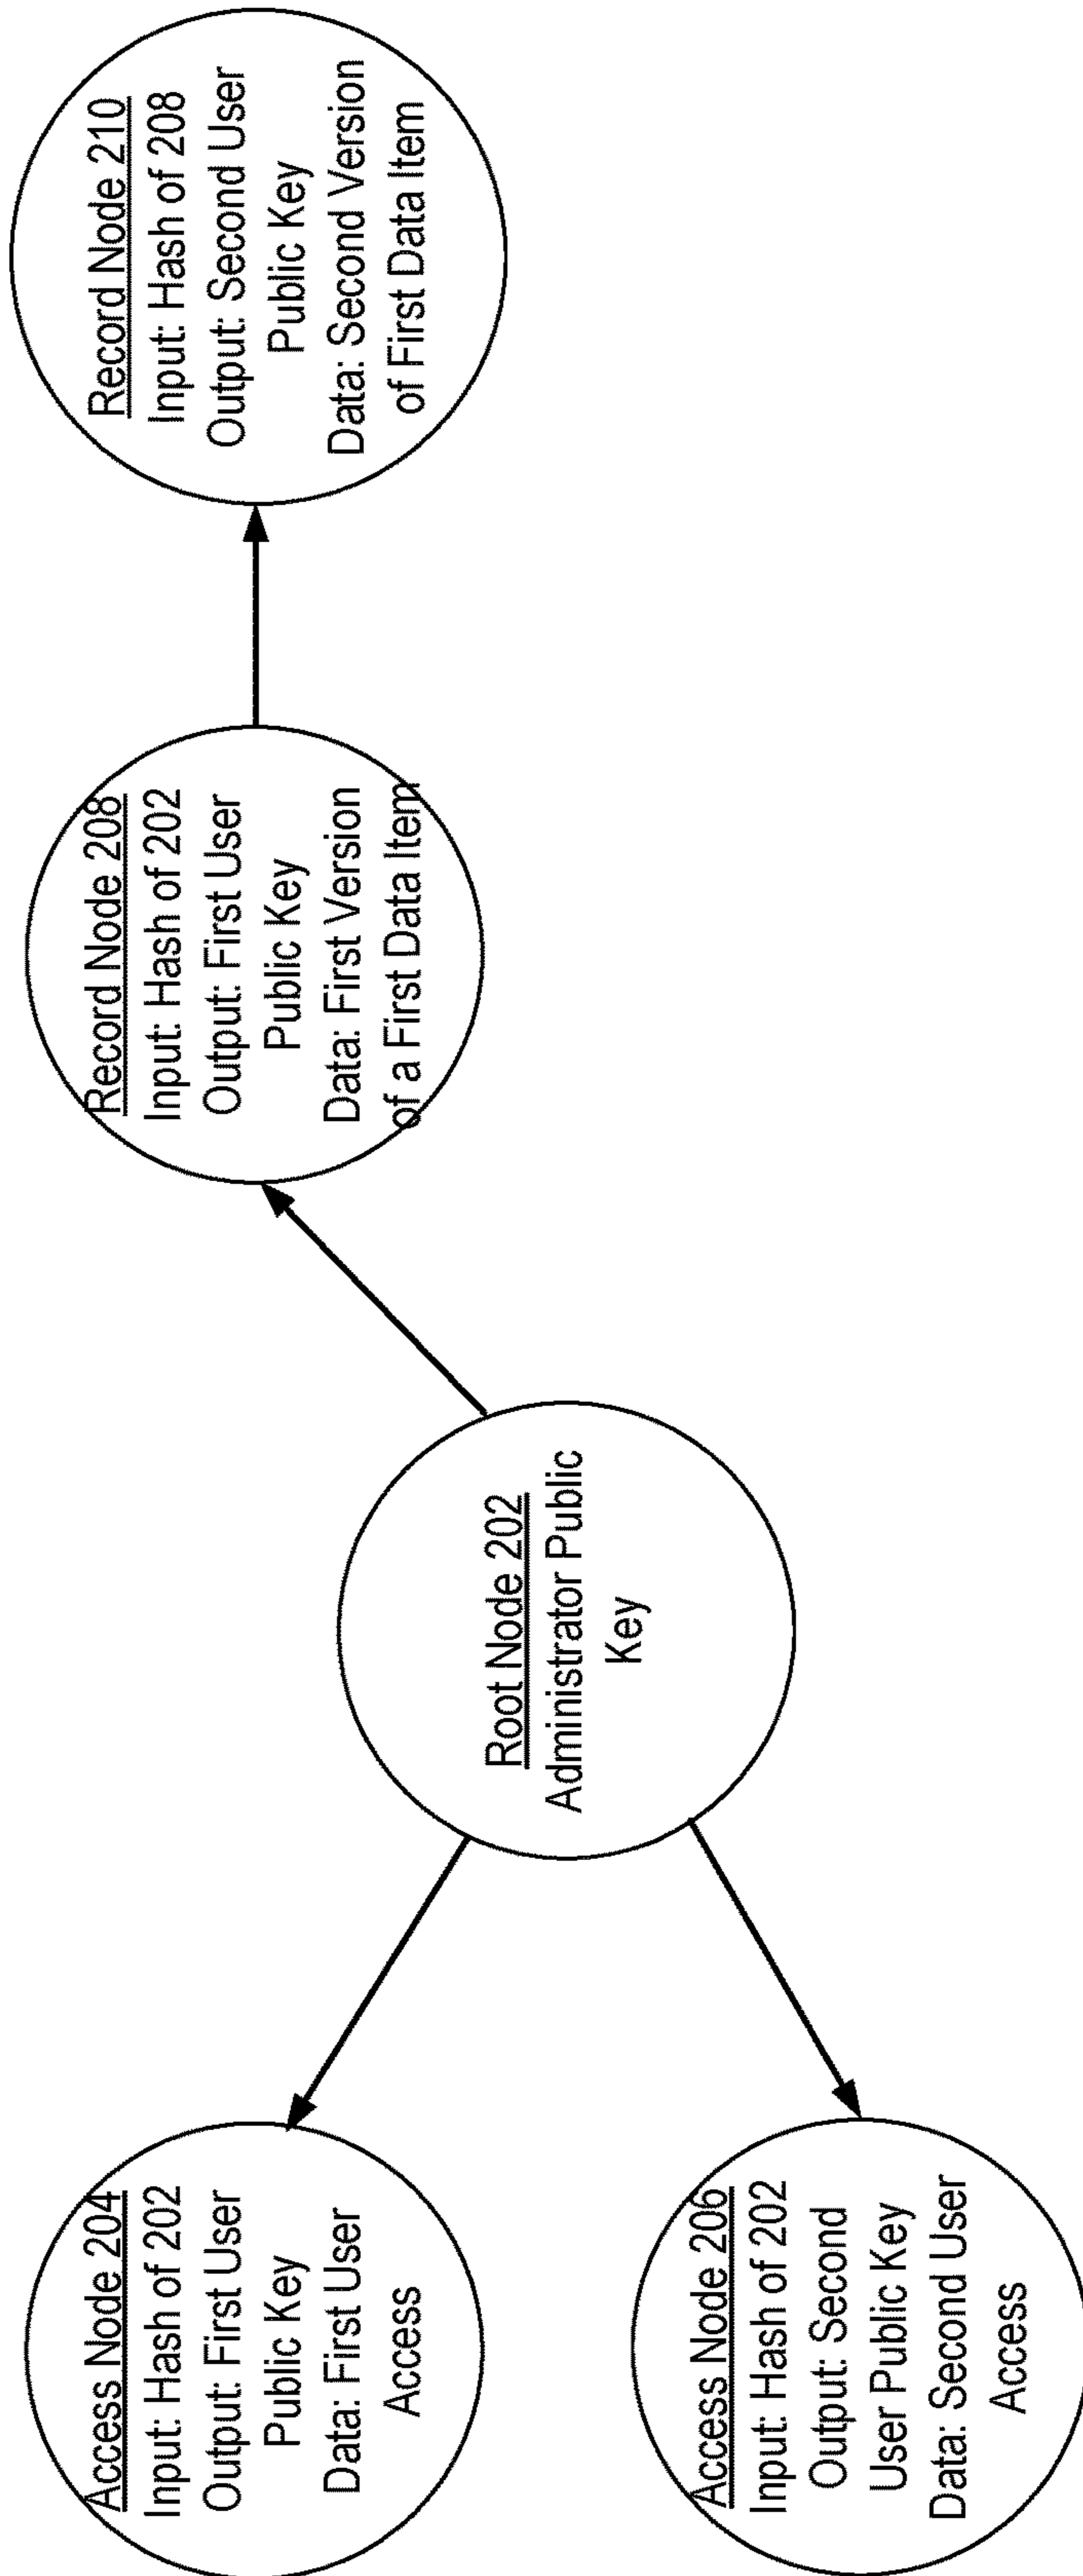 Access Node 204
Input: Hash of 202
Output: First User
Public Key
Data: First User
Access
Access Node 206
Input: Hash of 202
Output: Second
User Public Key
Data: Second User
Access
Root Node 202
Administrator Public
Key
Record Node 208
Input: Hash of 202
Output: First User
Public Key
Data: First Version
of a First Data Item
Record Node 210
Input: Hash of 208
Output: Second User
Public Key
Data: Second Version
of First Data Item